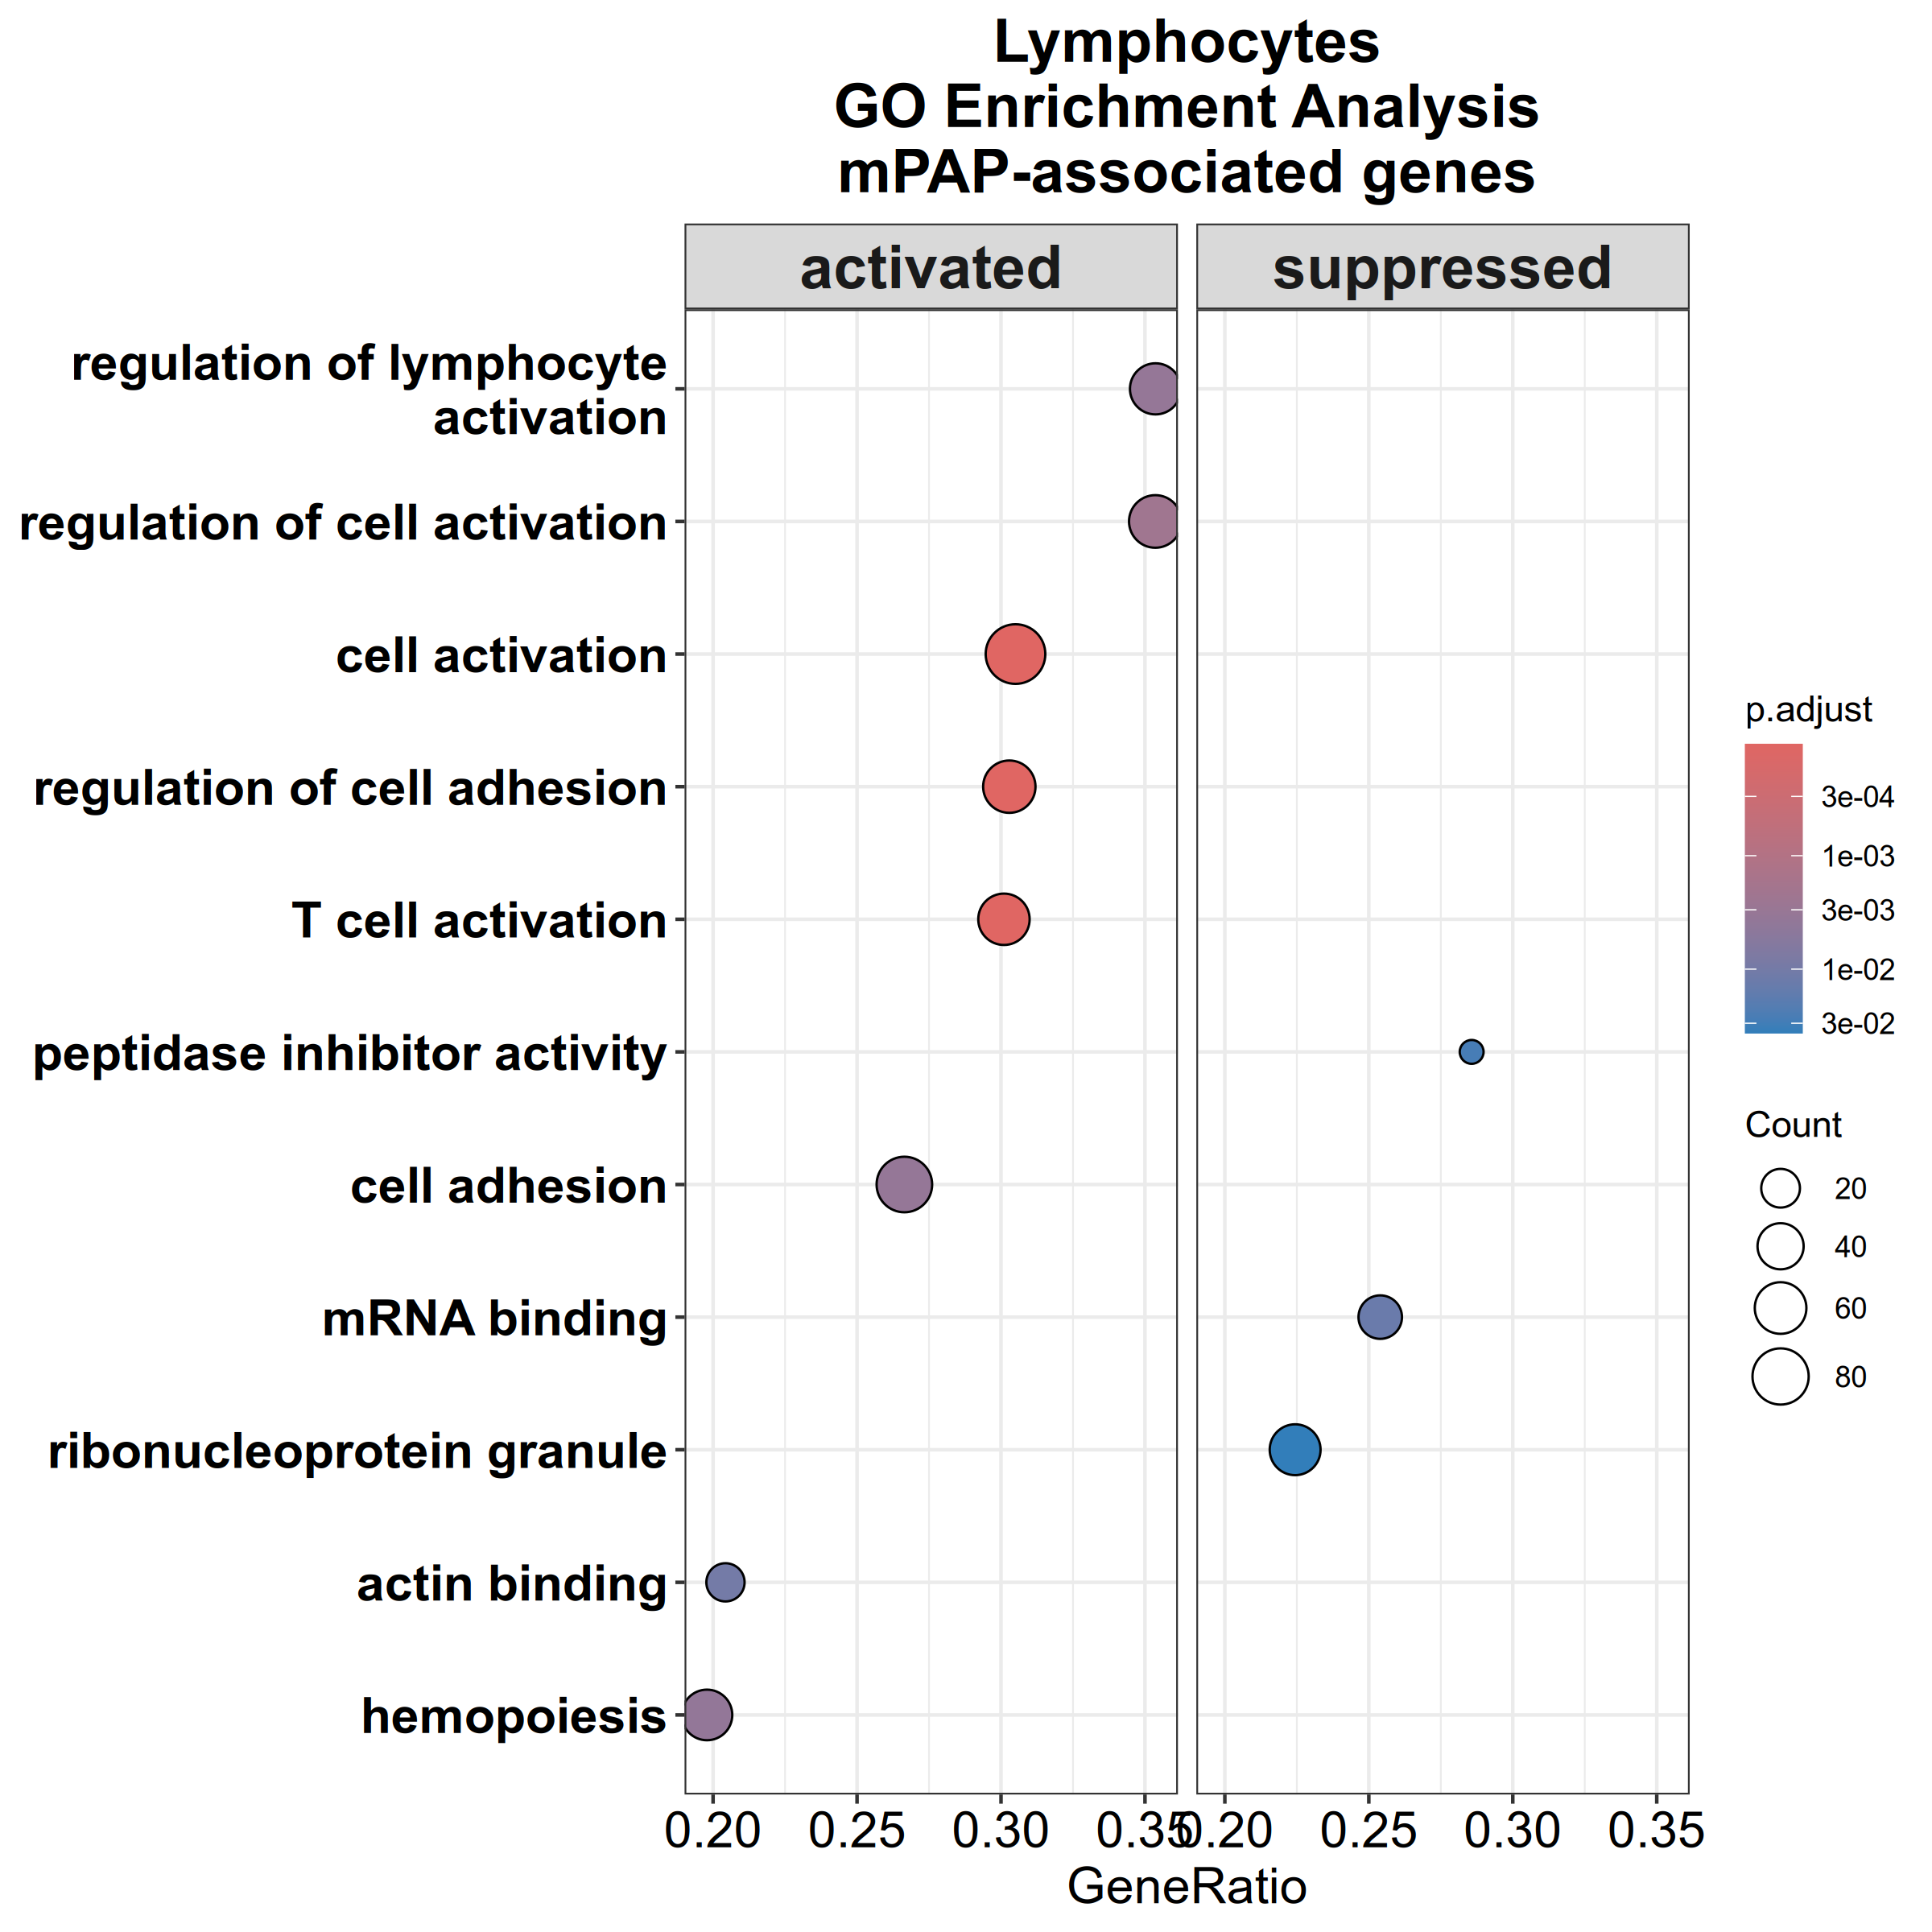 Lymphocytes
GO Enrichment Analysis
mPAP-associated genes
activated
suppressed
regulation of lymphocyte
activation
regulation of cell activation
cell activation
regulation of cell adhesion
T cell activation
peptidase inhibitor activity
cell adhesion
mRNA binding
ribonucleoprotein granule
actin binding
hemopoiesis
0.20 0.25 0.30 0.35
0.20 0.25 0.30 0.35
GeneRatio
p.adjust
3e-04
1e-03
3e-03
1e-02
3e-02
Count
20
40
60
80